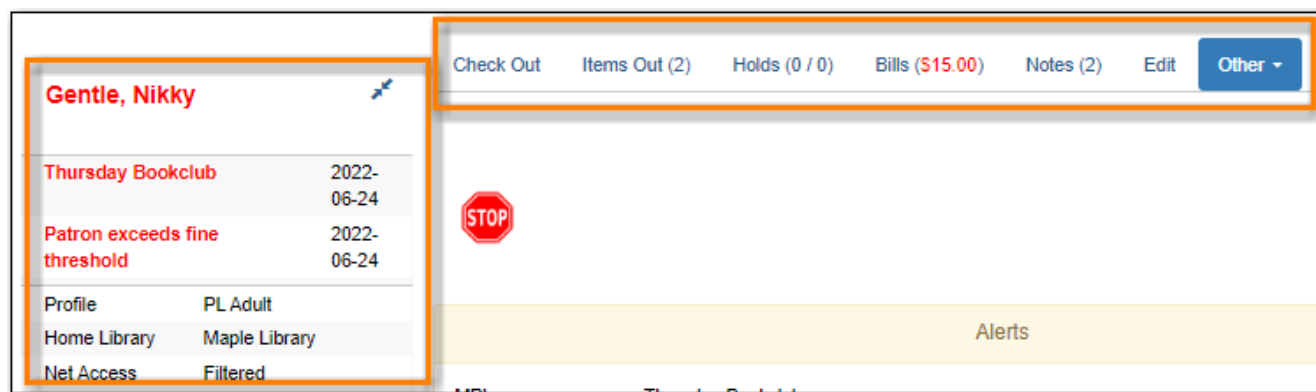 Check Out Items Out (2) Holds (0 / 0) Bills ($15.00) Notes (2) Edit Other
Gentle, Nikky
Thursday Bookclub 2022-
06-24
Patron exceeds fine 2022-
threshold 06-24
STOP
Profile PL Adult
Home Library Maple Library
Net Access Filtered
Alerts
Thursday Bookclub